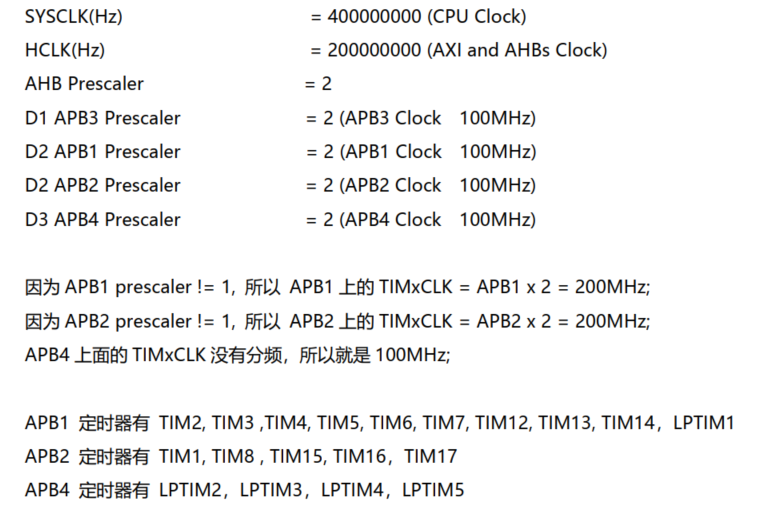 SYSCLK(Hz) = 400000000 (CPU Clock)
HCLK(Hz) = 200000000 (AXI and AHBs Clock)
AHB Prescaler = 2
D1 APB3 Prescaler = 2 (APB3 Clock 100MHz)
D2 APB1 Prescaler = 2 (APB1 Clock 100MHz)
D2 APB2 Prescaler = 2 (APB2 Clock 100MHz)
D3 APB4 Prescaler = 2 (APB4 Clock 100MHz)
因为 APB1 prescaler != 1, 所以 APB1 上的 TIMxCLK = APB1 x 2 = 200MHz;
因为 APB2 prescaler != 1, 所以 APB2 上的 TIMxCLK = APB2 x 2 = 200MHz;
APB4 上面的 TIMxCLK 没有分频，所以就是 100MHz;
APB1 定时器有 TIM2, TIM3 ,TIM4, TIM5, TIM6, TIM7, TIM12, TIM13, TIM14，LPTIM1
APB2 定时器有 TIM1, TIM8 , TIM15, TIM16，TIM17
APB4 定时器有 LPTIM2，LPTIM3，LPTIM4，LPTIM5